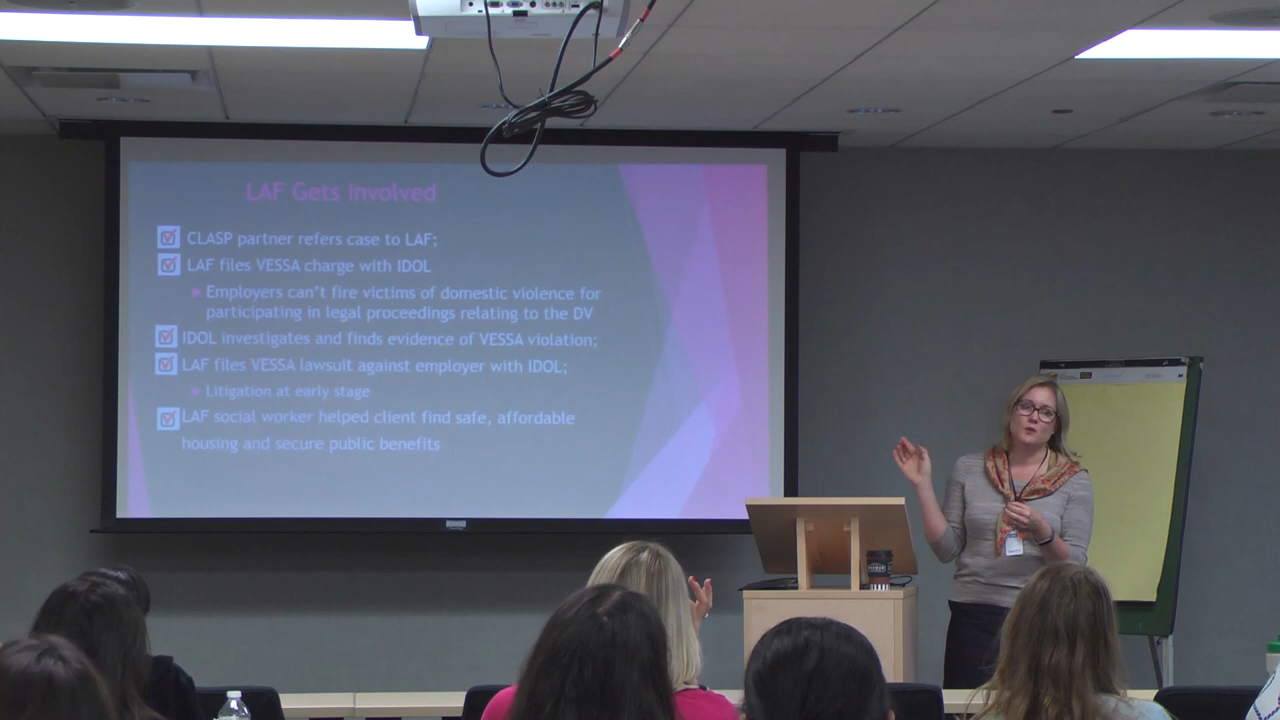 LAF Gets Involved
CLASP partner refers case to LAF;
LAF files VESSA charge with IDOL
Employers can't fire victims of domestic violence for
participating in legal proceedings relating to the DV
IDOL investigates and finds evidence of VESSA violation;
LAF files VESSA lawsuit against employer with IDOL;
Litigation at early stage
LAF social worker helped client find safe, affordable
housing and secure public benefits